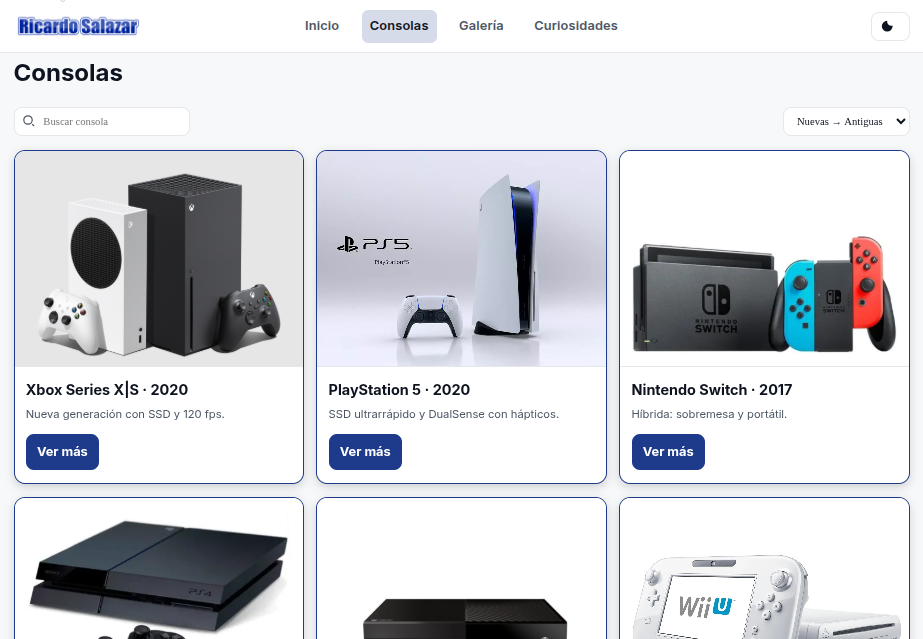 Ricardo Salazar
Inicio
Consolas
Galería
Curiosidades
Consolas
Buscar consola
Nuevas → Antiguas
PS5
PlayStation 5
NINTENDO
SWITCH
NINTENDO
SWITCH
Xbox Series X|S · 2020
Nueva generación con SSD y 120 fps.
Ver más
PlayStation 5 · 2020
SSD ultrarrápido y DualSense con hápticos.
Ver más
Nintendo Switch · 2017
Híbrida: sobremesa y portátil.
Ver más
PS4
Wii U